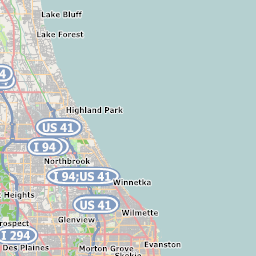 Lake Bluff
Lake Forest
4
Highland Park
US 41
I 94
Northbrook
I 94;US 41
Winnetka
t Heights
US 41
Wilmette
Glenview
rospect
I 294
Evanston
Des Plaines
Morton Grove
Skokie